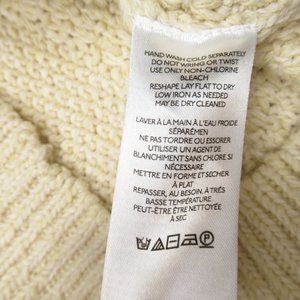 HAND WASH COLD SEPARATELY
DO NOT WRING OR TWIST
USE ONLY NON-CHLORINE
BLEACH
RESHAPE LAY FLAT TO DRY
LOW IRON AS NEEDED
MAY BE DRY CLEANED
LAVER À LA MAIN À L'EAU FROIDE
SÉPARÉMEN
NE PAS TORDRE OU ESSORER
UTILISER UN AGENT DE
BLANCHIMENT SANS CHLORE SI
NÉCESSAIRE
METTRE EN FORME ET SÉCHER
À PLAT
REPASSER, AU BESOIN, À TRÈS
BASSE TEMPÉRATURE
PEUT-ÊTRE ÊTRE NETTOYÉE
À SEC